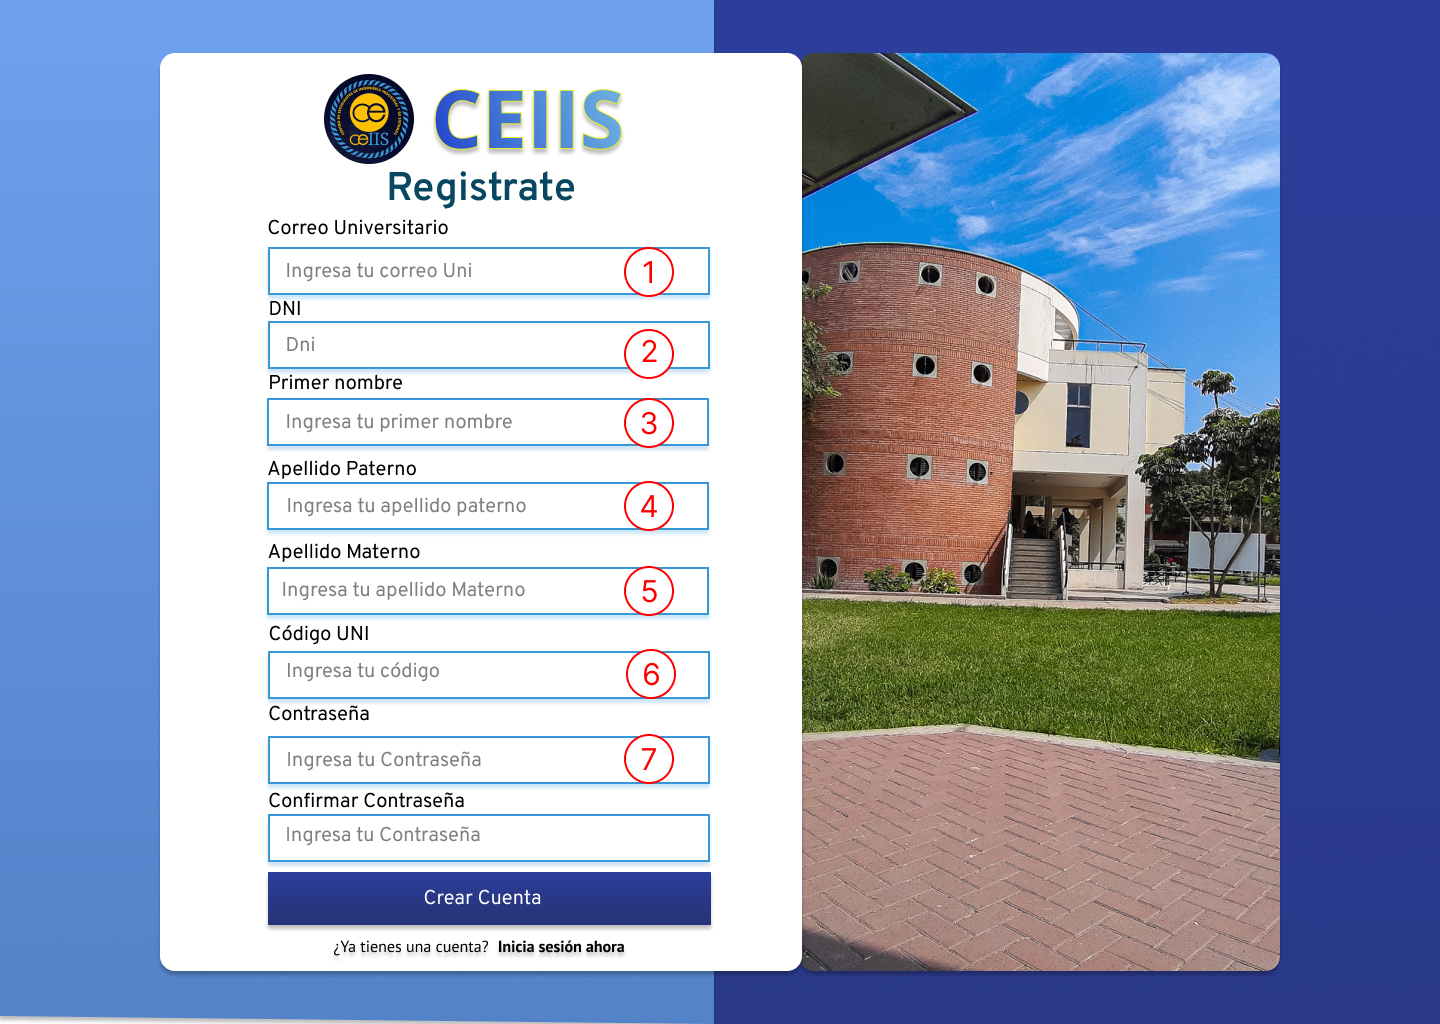 œ
œIIS
CEIIS
Registrate
Correo Universitario
Ingresa tu correo Uni
1
DNI
Dni
2
Primer nombre
Ingresa tu primer nombre
3
Apellido Paterno
Ingresa tu apellido paterno
4
Apellido Materno
Ingresa tu apellido Materno
5
Código UNI
Ingresa tu código
6
Contraseña
Ingresa tu Contraseña
7
Confirmar Contraseña
Ingresa tu Contraseña
Crear Cuenta
¿Ya tienes una cuenta? Inicia sesión ahora